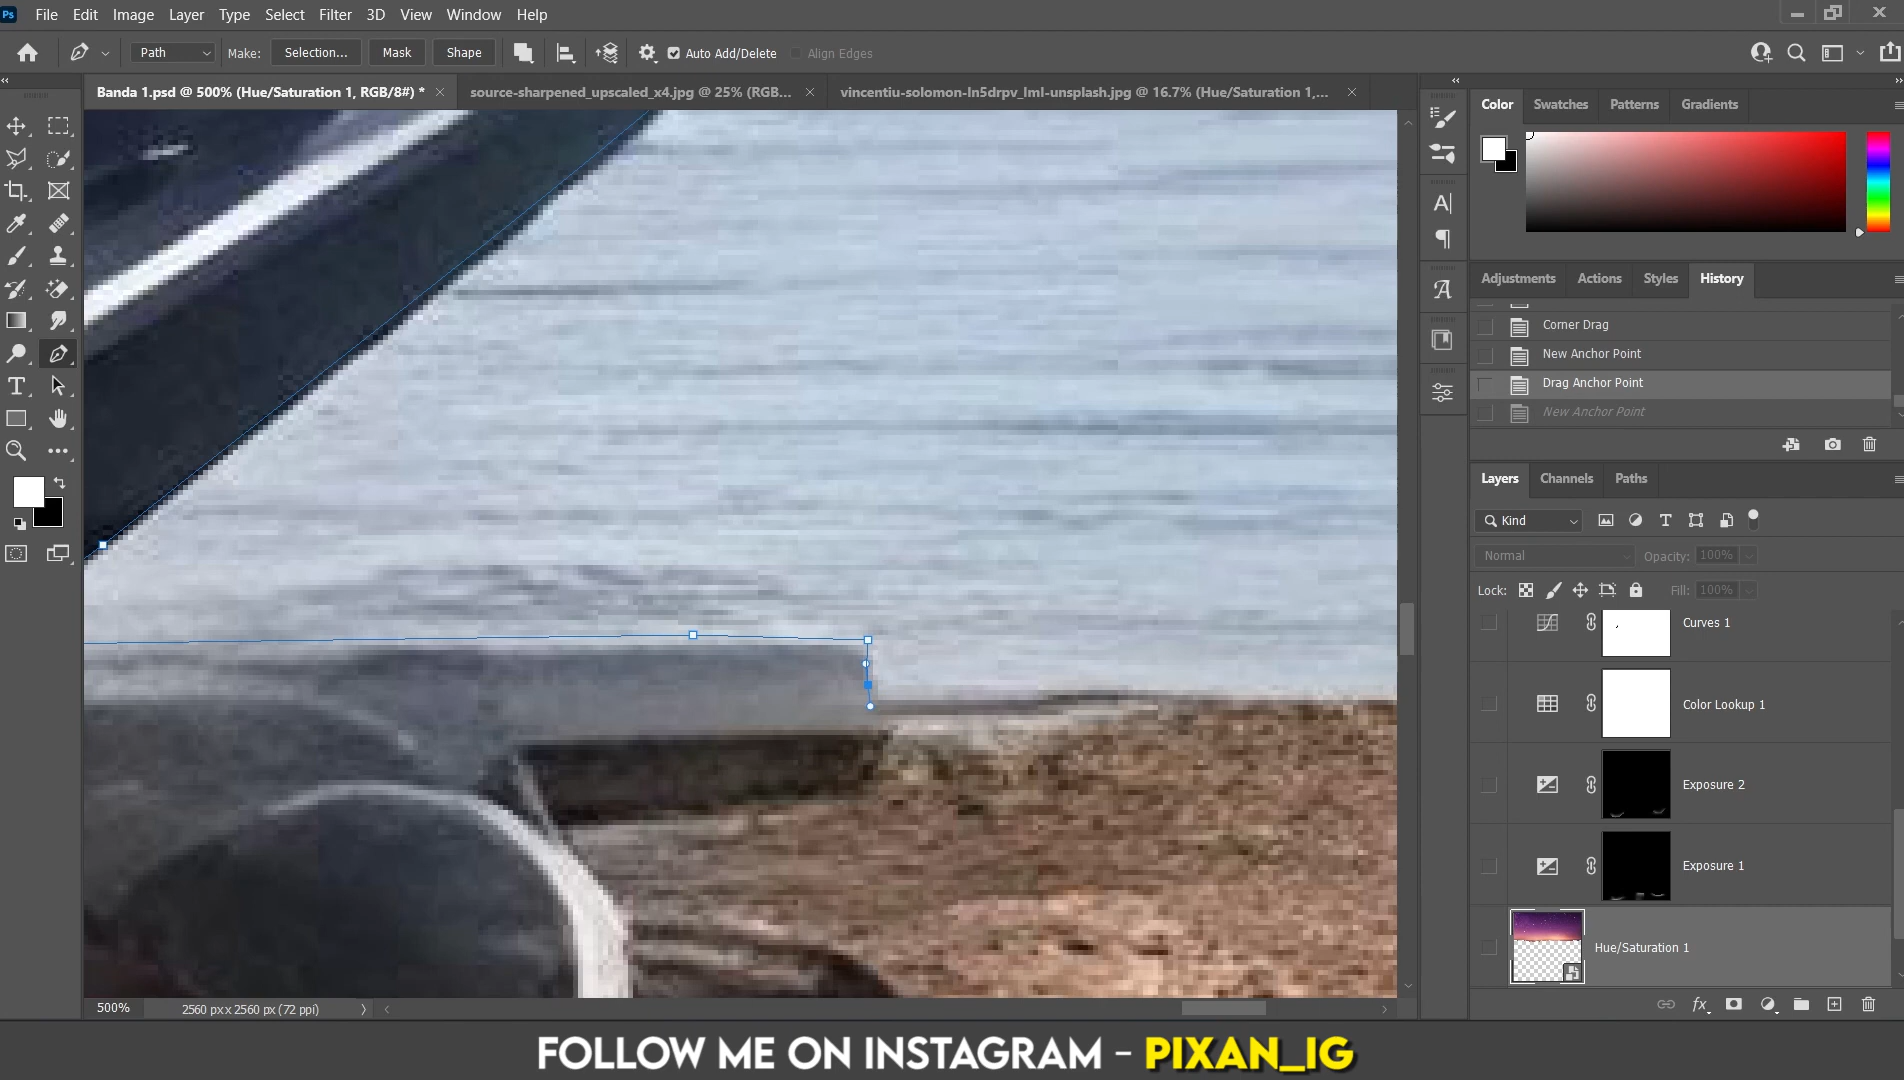 Ps File Edit Image Layer Type Select Filter 3D View Window Help
Path Make: Selection... Mask Shape Auto Add/Delete Align Edges
Banda 1.psd @ 500% (Hue/Saturation 1, RGB/8#) *
source-sharpened_upscaled_x4.jpg @ 25% (RGB...
vincentiu-solomon-ln5drpv_ImI-unsplash.jpg @ 16.7% (Hue/Saturation 1,...
Color Swatches Patterns Gradients
Adjustments Actions Styles History
Corner Drag
New Anchor Point
Drag Anchor Point
New Anchor Point
Layers Channels Paths
Kind
Normal Opacity: 100%
Lock: Fill: 100%
Curves 1
Color Lookup 1
Exposure 2
Exposure 1
Hue/Saturation 1
fx
500% 2560 px x 2560 px (72 ppi)
FOLLOW ME ON INSTAGRAM - PIXAN_IG